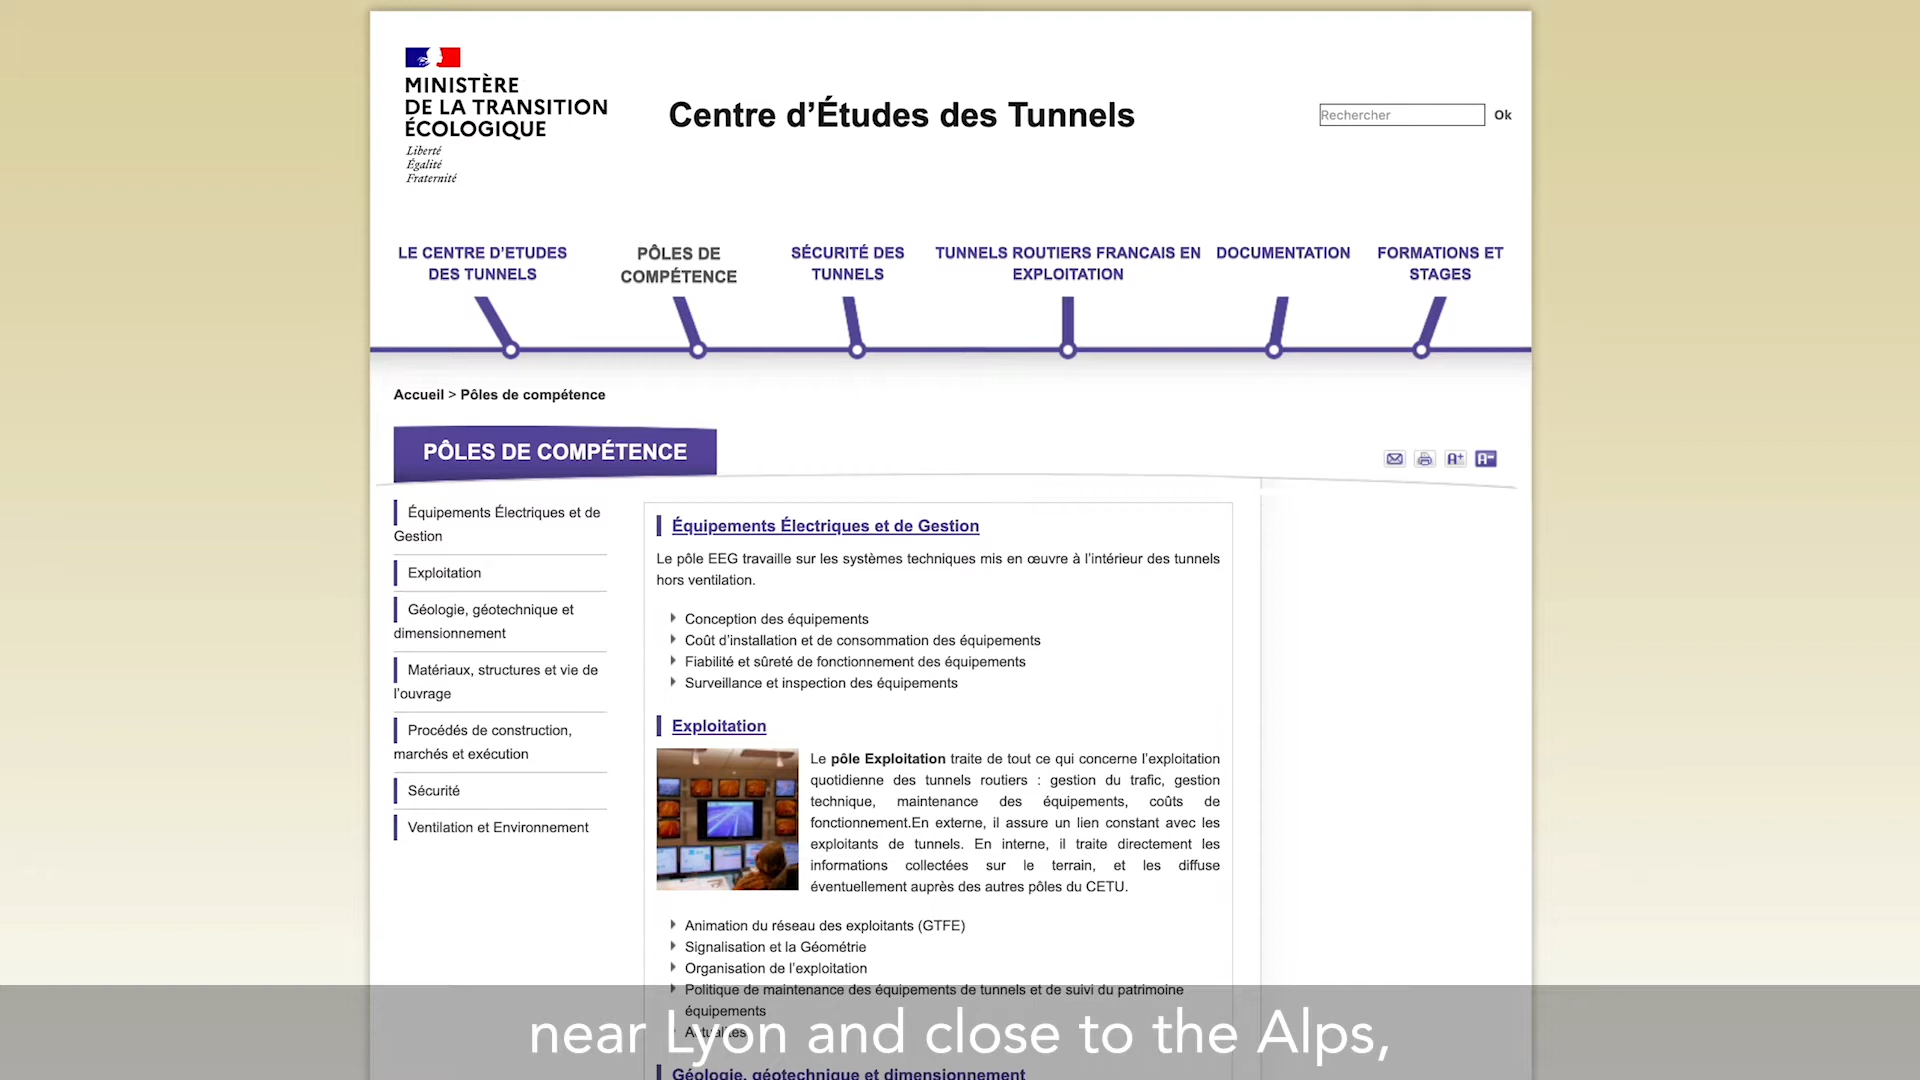 MINISTÈRE
DE LA TRANSITION
ÉCOLOGIQUE
Liberté
Égalité
Fraternité
Centre d’Études des Tunnels
Rechercher
Ok
LE CENTRE D’ETUDES
DES TUNNELS
PÔLES DE
COMPÉTENCE
SÉCURITÉ DES
TUNNELS
TUNNELS ROUTIERS FRANCAIS EN
EXPLOITATION
DOCUMENTATION
FORMATIONS ET
STAGES
Accueil > Pôles de compétence
PÔLES DE COMPÉTENCE
A+
A-
Équipements Électriques et de
Gestion
Exploitation
Géologie, géotechnique et
dimensionnement
Matériaux, structures et vie de
l’ouvrage
Procédés de construction,
marchés et exécution
Sécurité
Ventilation et Environnement
Équipements Électriques et de Gestion
Le pôle EEG travaille sur les systèmes techniques mis en œuvre à l’intérieur des tunnels
hors ventilation.
Conception des équipements
Coût d’installation et de consommation des équipements
Fiabilité et sûreté de fonctionnement des équipements
Surveillance et inspection des équipements
Exploitation
Le pôle Exploitation traite de tout ce qui concerne l’exploitation
quotidienne des tunnels routiers : gestion du trafic, gestion
technique, maintenance des équipements, coûts de
fonctionnement.En externe, il assure un lien constant avec les
exploitants de tunnels. En interne, il traite directement les
informations collectées sur le terrain, et les diffuse
éventuellement auprès des autres pôles du CETU.
Animation du réseau des exploitants (GTFE)
Signalisation et la Géométrie
Organisation de l’exploitation
Politique de maintenance des équipements de tunnels et de suivi du patrimoine
équipements
Actualités
near Lyon and close to the Alps,
Géologie, géotechnique et dimensionnement